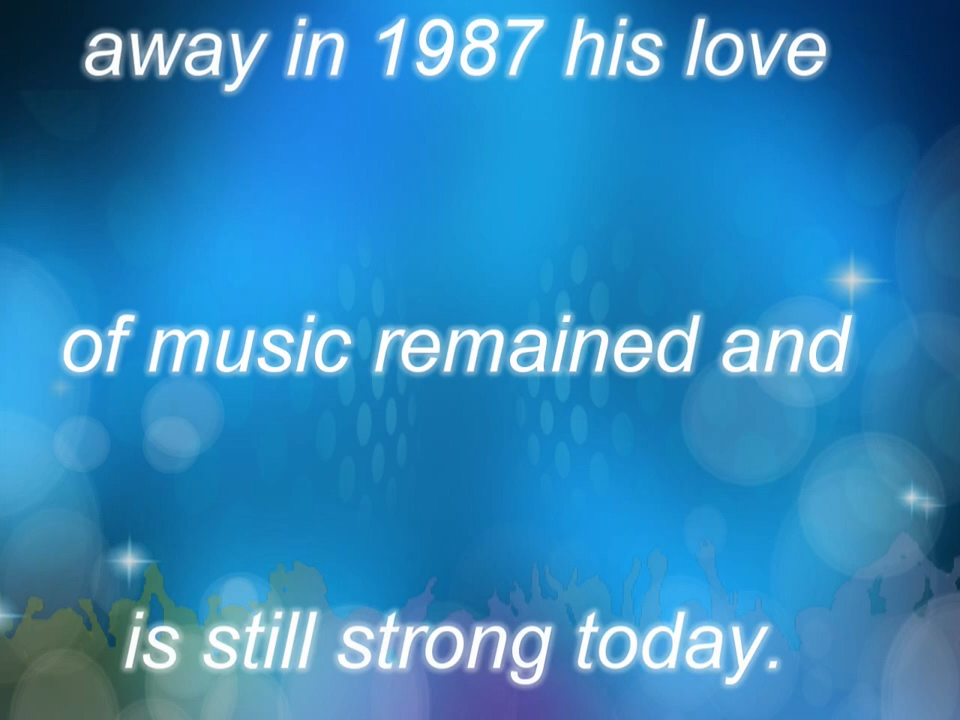 away in 1987 his love
of music remained and
is still strong today.